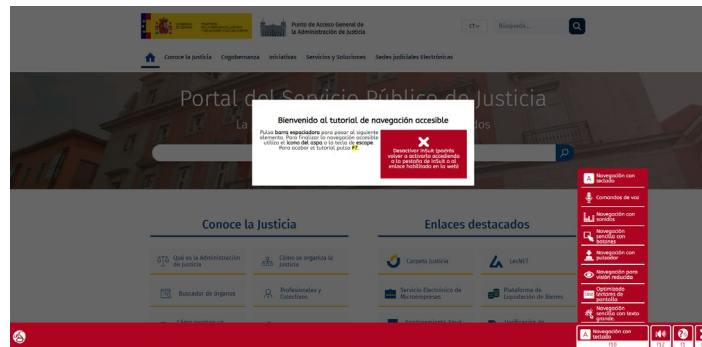 Punto de Acceso General de
la Administración de Justicia
Búsqueda...
Conoce la Justicia
Cogobernanza
Iniciativas
Servicios y Soluciones
Sedes Judiciales Electrónicas
Portal del Servicio Público de Justicia
La
dos
Bienvenido al tutorial de
navegación accesible
Pulsa barra espaciadora para pasar al siguiente
elemento. Para finalizar la navegación accesible
utiliza el icono del aspa o la tecla de escape.
Para acabar el tutorial pulsa F7.
Desactivar inSuit (podrás
volver a activarlo accediendo
a la pestaña de inSuit o al
enlace habilitado en la web)
Conoce la Justicia
Qué es la Administración
de Justicia
Cómo se organiza la
Justicia
Buscador de órganos
Profesionales y
Colectivos
Enlaces destacados
Carpeta Justicia
LexNET
Servicio Electrónico de
Microempresas
Plataforma de
Liquidación de Bienes
A
Navegación con
teclado
Comandos de voz
Navegación con
sonidos
Navegación
sencilla con
botones
Navegación con
pulsador
Navegación para
visión reducida
Optimizado
lectores de
pantalla
Navegación
sencilla con texto
grande
A
Navegación con
teclado
F10
F12
F1